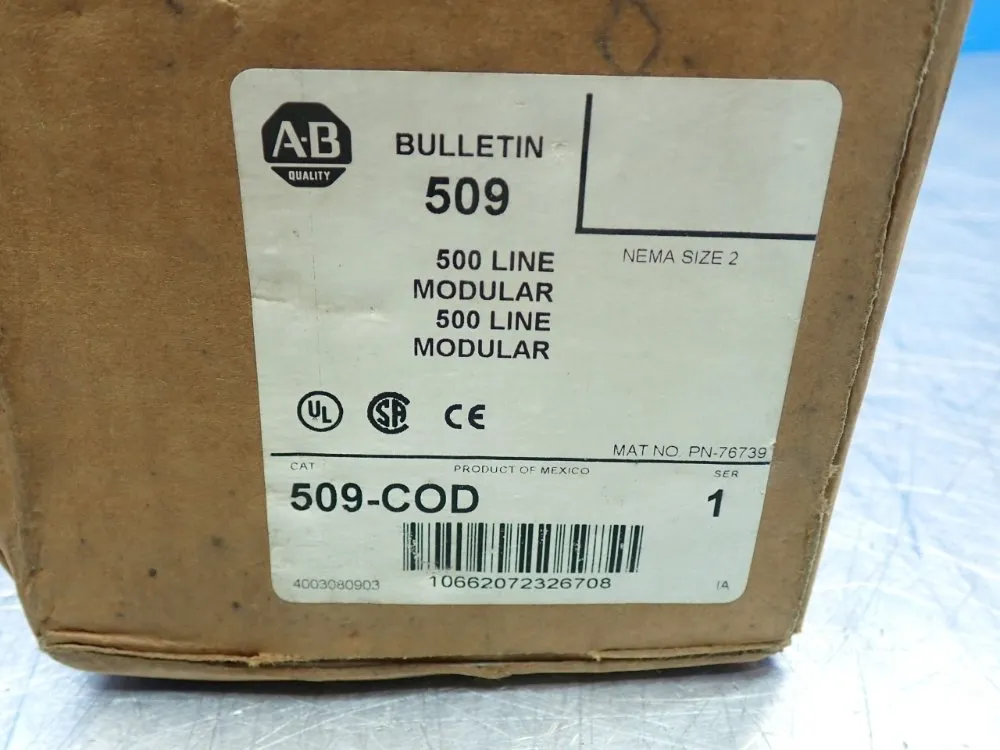 A-B
QUALITY
BULLETIN
509
500 LINE
MODULAR
500 LINE
MODULAR
NEMA SIZE 2
UL
SA
CE
MAT NO. PN-76739
CAT
PRODUCT OF MEXICO
SER
509-COD
1
4003080903
10662072326708